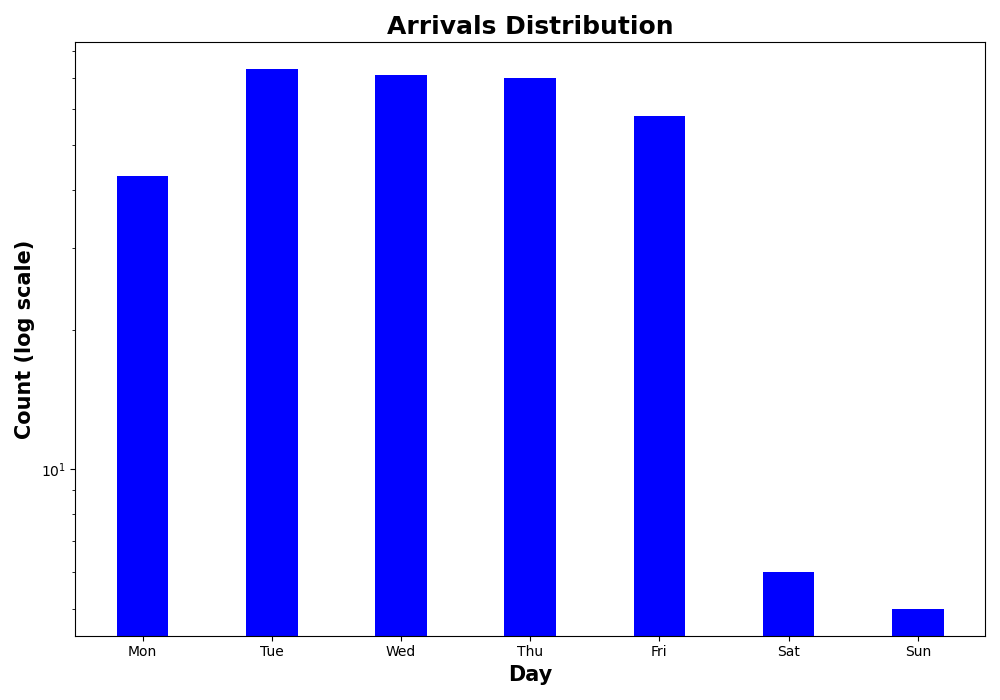 Arrivals Distribution
Count (log scale)
10¹
Mon Tue Wed Thu Fri Sat Sun
Day